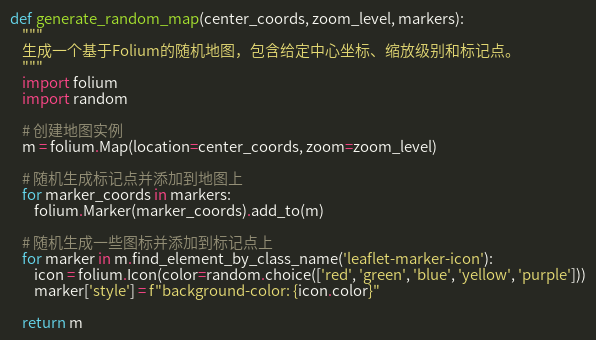 def generate_random_map(center_coords, zoom_level, markers):
    """
    生成一个基于Folium的随机地图，包含给定中心坐标、缩放级别和标记点。
    """
    import folium
    import random

    # 创建地图实例
    m = folium.Map(location=center_coords, zoom=zoom_level)

    # 随机生成标记点并添加到地图上
    for marker_coords in markers:
        folium.Marker(marker_coords).add_to(m)

    # 随机生成一些图标并添加到标记点上
    for marker in m.find_element_by_class_name('leaflet-marker-icon'):
        icon = folium.Icon(color=random.choice(['red', 'green', 'blue', 'yellow', 'purple']))
        marker['style'] = f"background-color: {icon.color}"

    return m